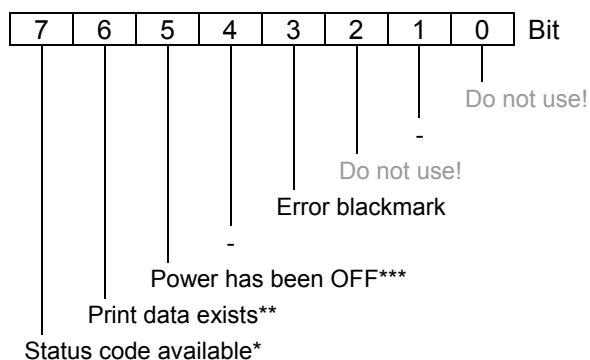 7 6 5 4 3 2 1 0 Bit
Do not use!
-
Do not use!
Error blackmark
-
Power has been OFF***
Print data exists**
Status code available*